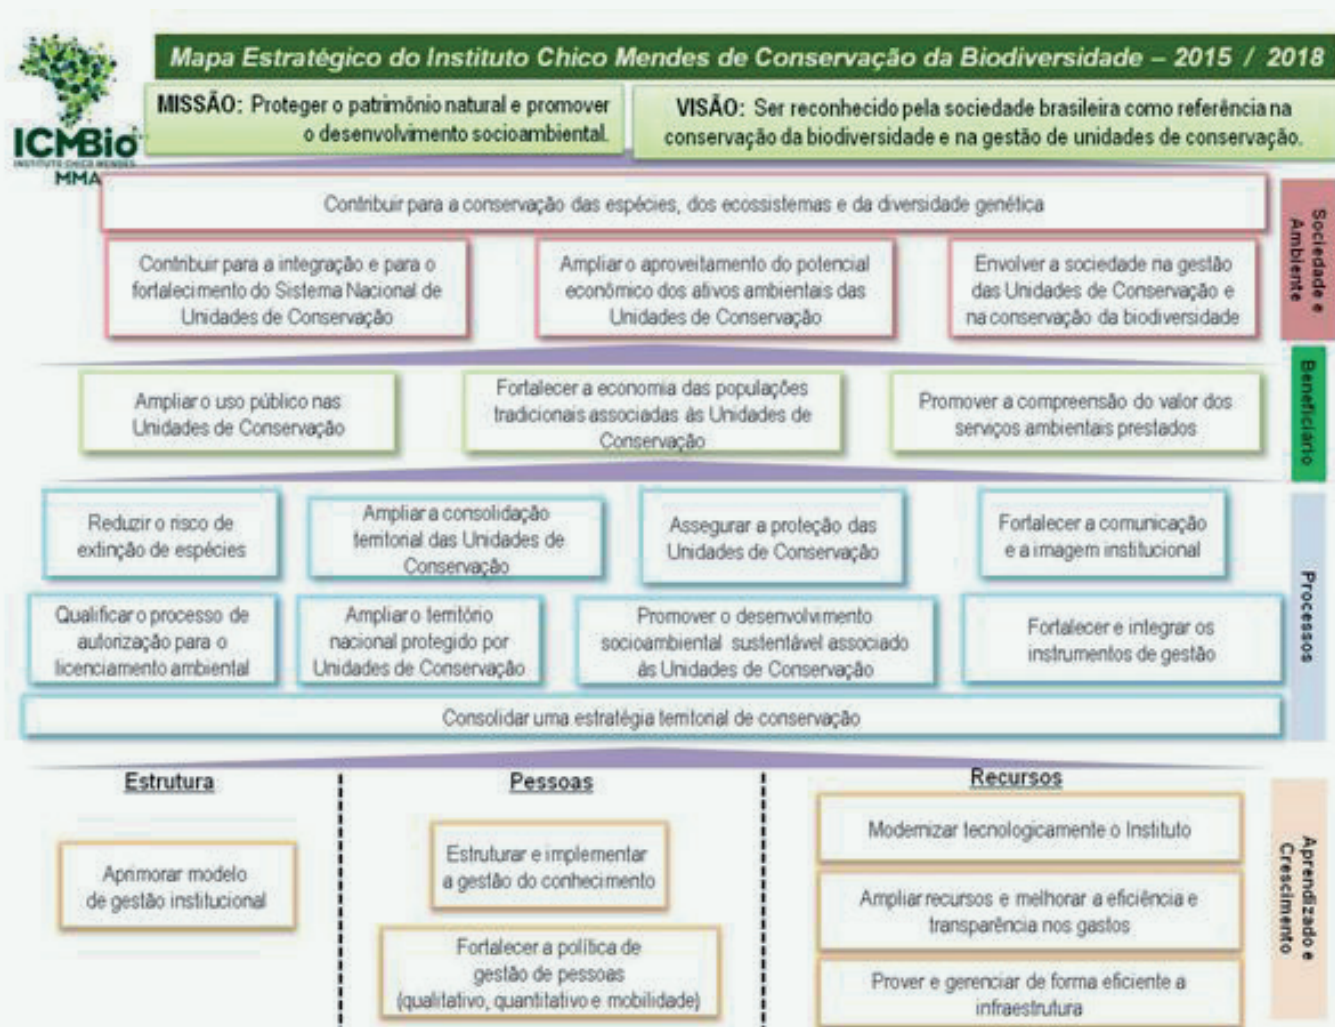 Mapa Estratégico do Instituto Chico Mendes de Conservação da Biodiversidade – 2015 / 2018
ICMBio
INSTITUTO CHICO MENDES
MMA
MISSÃO: Proteger o patrimônio natural e promover
o desenvolvimento socioambiental.
VISÃO: Ser reconhecido pela sociedade brasileira como referência na
conservação da biodiversidade e na gestão de unidades de conservação.
Sociedade e
Ambiente
Contribuir para a conservação das espécies, dos ecossistemas e da diversidade genética
Contribuir para a integração e para o
fortalecimento do Sistema Nacional de
Unidades de Conservação
Ampliar o aproveitamento do potencial
econômico dos ativos ambientais das
Unidades de Conservação
Envolver a sociedade na gestão
das Unidades de Conservação e
na conservação da biodiversidade
Beneficiário
Ampliar o uso público nas
Unidades de Conservação
Fortalecer a economia das populações
tradicionais associadas às Unidades de
Conservação
Promover a compreensão do valor dos
serviços ambientais prestados
Processos
Reduzir o risco de
extinção de espécies
Ampliar a consolidação
territorial das Unidades de
Conservação
Assegurar a proteção das
Unidades de Conservação
Fortalecer a comunicação
e a imagem institucional
Qualificar o processo de
autorização para o
licenciamento ambiental
Ampliar o território
nacional protegido por
Unidades de Conservação
Promover o desenvolvimento
socioambiental sustentável associado
às Unidades de Conservação
Fortalecer e integrar os
instrumentos de gestão
Consolidar uma estratégia territorial de conservação
Aprendizado e
Crescimento
Estrutura
Aprimorar modelo
de gestão institucional
Pessoas
Estruturar e implementar
a gestão do conhecimento
Fortalecer a política de
gestão de pessoas
(qualitativo, quantitativo e mobilidade)
Recursos
Modernizar tecnologicamente o Instituto
Ampliar recursos e melhorar a eficiência e
transparência nos gastos
Prover e gerenciar de forma eficiente a
infraestrutura